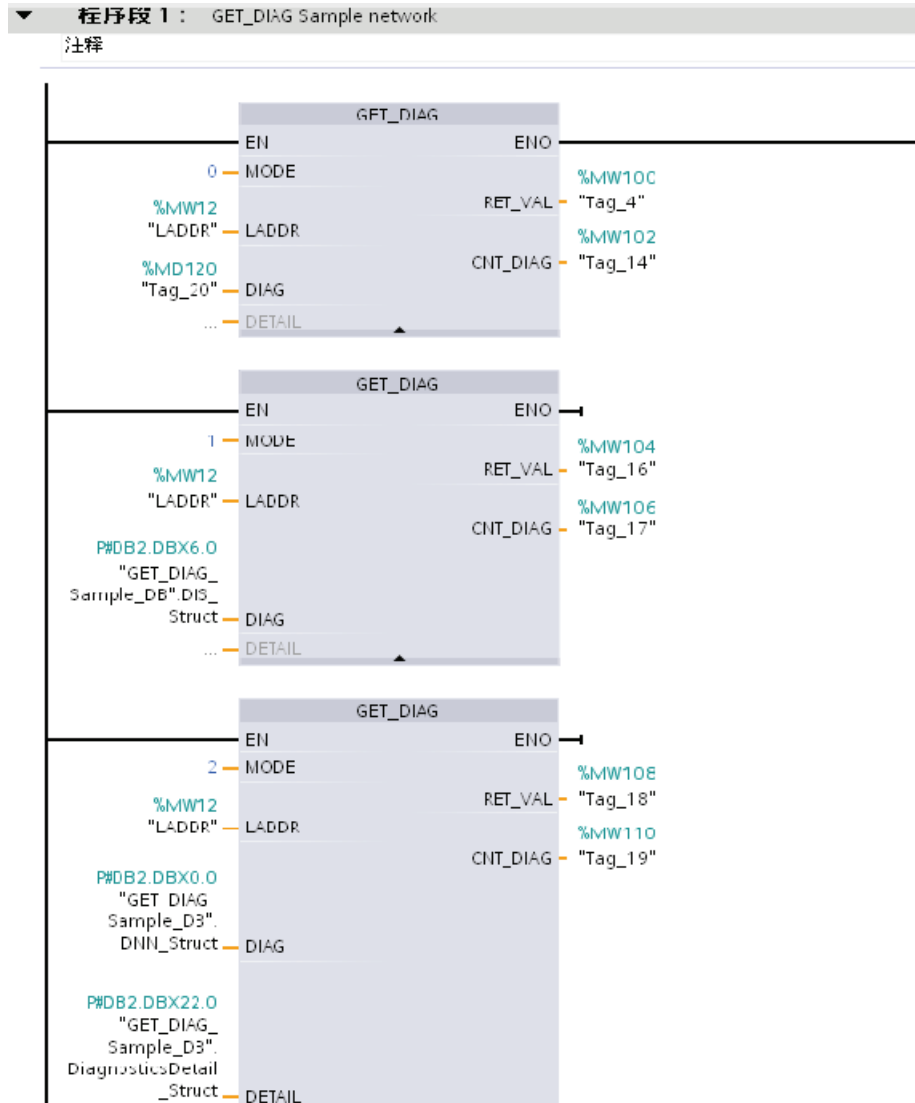 程序段 1： GET_DIAG Sample network
注释
GET_DIAG
EN ENO
0 MODE
%MW100
RET_VAL "Tag_4"
%MW12
"LADDR" LADDR
%MW102
CNT_DIAG "Tag_14"
%MD120
"Tag_20" DIAG
... DETAIL
GET_DIAG
EN ENO
1 MODE
%MW104
RET_VAL "Tag_16"
%MW12
"LADDR" LADDR
%MW106
CNT_DIAG "Tag_17"
P#DB2.DBX6.0
"GET_DIAG_
Sample_DB".DIS_
Struct DIAG
... DETAIL
GET_DIAG
EN ENO
2 MODE
%MW108
RET_VAL "Tag_18"
%MW12
"LADDR" LADDR
%MW110
CNT_DIAG "Tag_19"
P#DB2.DBX0.0
"GET_DIAG_
Sample_DB".
DNN_Struct DIAG
P#DB2.DBX22.0
"GET_DIAG_
Sample_DB".
DiagnosticsDetail
_Struct DETAIL